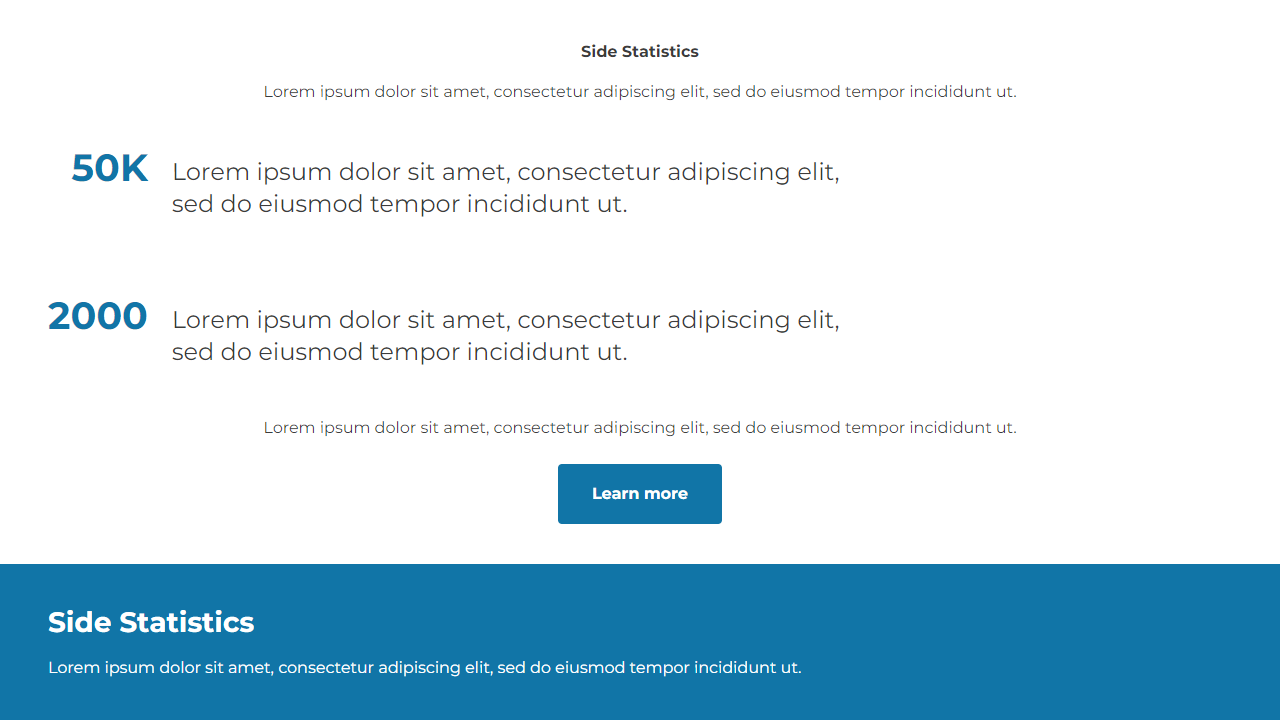 Side Statistics
Lorem ipsum dolor sit amet, consectetur adipiscing elit, sed do eiusmod tempor incididunt ut.
50K
Lorem ipsum dolor sit amet, consectetur adipiscing elit,
sed do eiusmod tempor incididunt ut.
2000
Lorem ipsum dolor sit amet, consectetur adipiscing elit,
sed do eiusmod tempor incididunt ut.
Lorem ipsum dolor sit amet, consectetur adipiscing elit, sed do eiusmod tempor incididunt ut.
Learn more
Side Statistics
Lorem ipsum dolor sit amet, consectetur adipiscing elit, sed do eiusmod tempor incididunt ut.